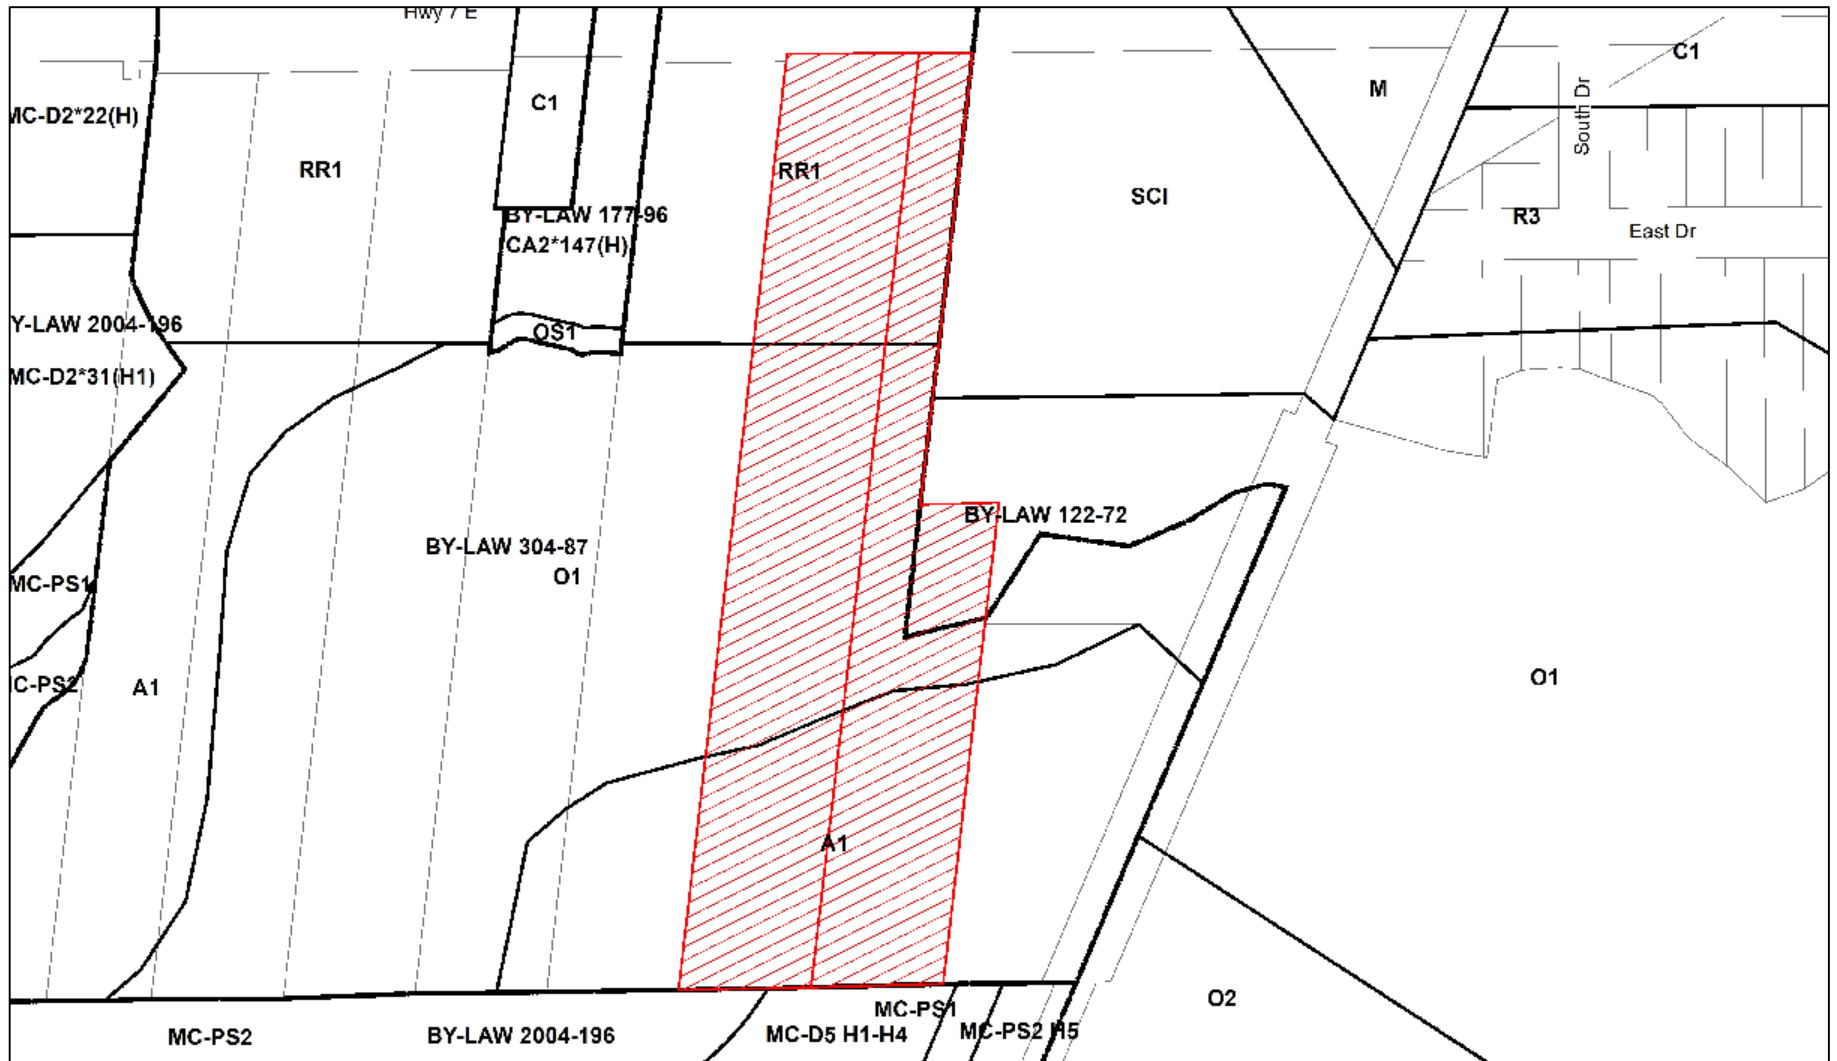 Hwy 7 E
C1
C1
M
MC-D2*22(H)
South Dr
RR1
RR1
SCI
BY-LAW 177-96
R3
East Dr
CA2*147(H)
Y-LAW 2004-196
OS1
MC-D2*31(H1)
BY-LAW 122-72
BY-LAW 304-87
O1
MC-PS1
IC-PS2
A1
O1
A1
O2
MC-PS1
MC-PS2
BY-LAW 2004-196
MC-D5 H1-H4
MC-PS2 H5